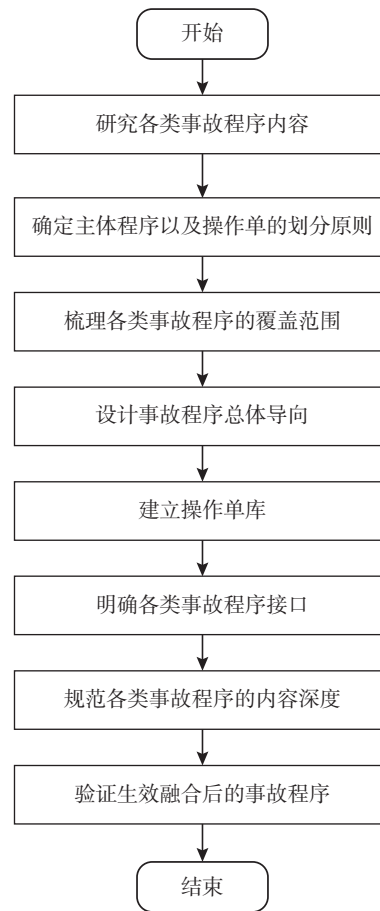 开始
研究各类事故程序内容
确定主体程序以及操作单的划分原则
梳理各类事故程序的覆盖范围
设计事故程序总体导向
建立操作单库
明确各类事故程序接口
规范各类事故程序的内容深度
验证生效融合后的事故程序
结束